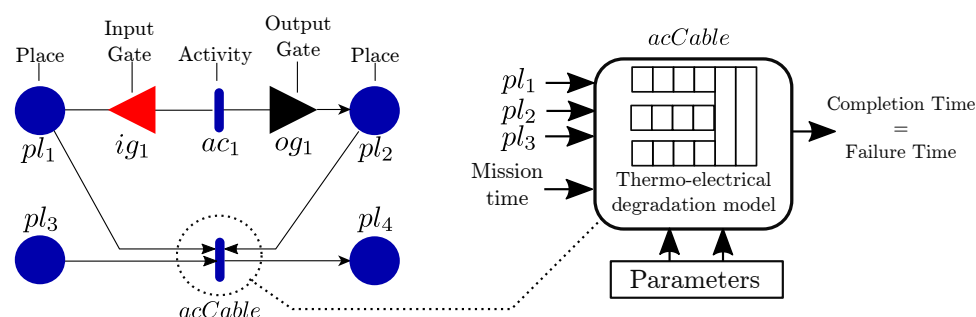 Place
Input
Gate
Activity
Output
Gate
Place
pl1
ig1
ac1
og1
pl2
pl3
pl4
acCable
acCable
pl1
pl2
pl3
Mission
time
Thermo-electrical
degradation model
Completion Time
=
Failure Time
Parameters